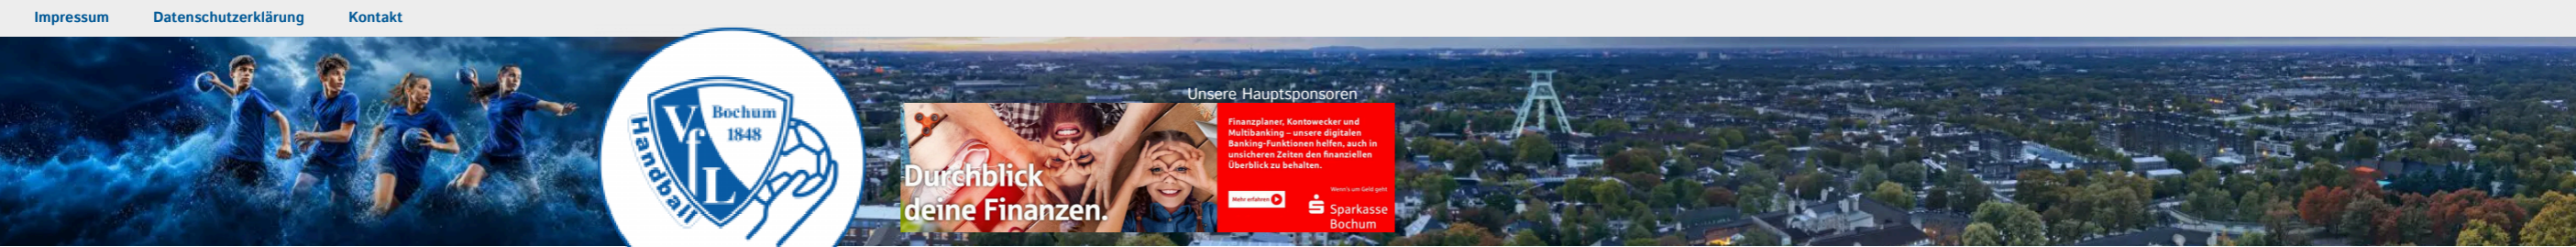 Impressum Datenschutzerklärung Kontakt
Bochum
1848
VfL
Handball
Unsere Hauptsponsoren
Durchblick
deine Finanzen.
Finanzplaner, Kontowecker und
Multibanking – unsere digitalen
Banking-Funktionen helfen, auch in
unsicheren Zeiten den finanziellen
Überblick zu behalten.
Wenn's um Geld geht
Mehr erfahren
Sparkasse
Bochum